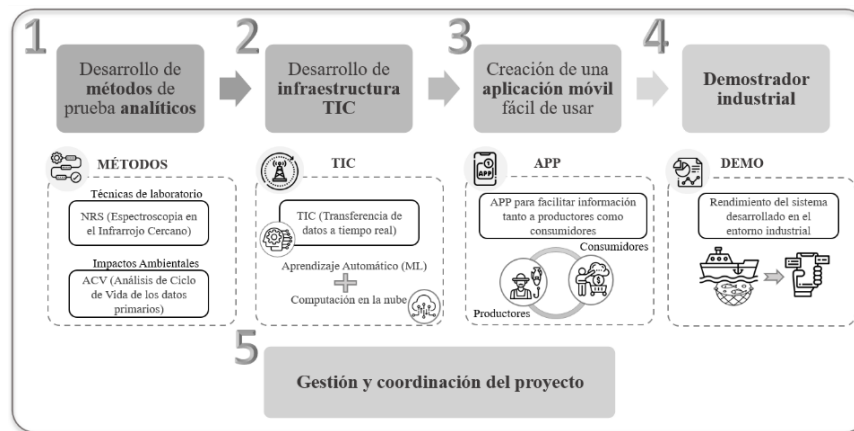 1
Desarrollo de
métodos de
prueba analíticos
2
Desarrollo de
infraestructura
TIC
3
Creación de una
aplicación móvil
fácil de usar
4
Demostrador
industrial
MÉTODOS
Técnicas de laboratorio
NRS (Espectroscopia en
el Infrarrojo Cercano)
Impactos Ambientales
ACV (Análisis de Ciclo
de Vida de los datos
primarios)
TIC
TIC (Transferencia de
datos a tiempo real)
Aprendizaje Automático (ML)
Computación en la nube
APP
APP
1
APP para facilitar información
tanto a productores como
consumidores
Consumidores
Productores
DEMO
Rendimiento del sistema
desarrollado en el
entorno industrial
5
Gestión y coordinación del proyecto